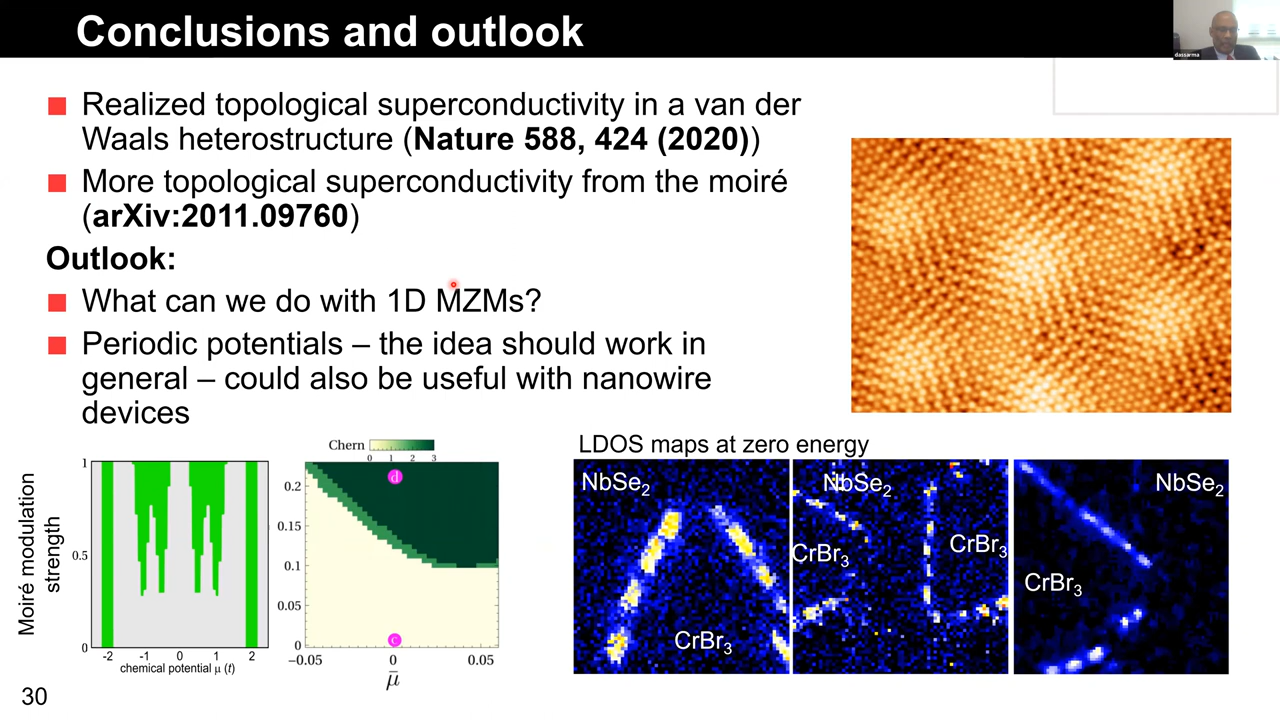 Conclusions and outlook
dassarma
Realized topological superconductivity in a van der
Waals heterostructure (Nature 588, 424 (2020))
More topological superconductivity from the moiré
(arXiv:2011.09760)
Outlook:
What can we do with 1D MZMs?
Periodic potentials – the idea should work in
general – could also be useful with nanowire
devices
Moiré modulation
strength
1
0.5
0
-2 -1 0 1 2
chemical potential μ (t)
Chern
0 1 2 3
0.2
0.15
0.1
0.05
0
d
c
−0.05 0 0.05
μ̄
LDOS maps at zero energy
NbSe₂
CrBr₃
NbSe₂
CrBr₃
CrBr₃
NbSe₂
CrBr₃
30